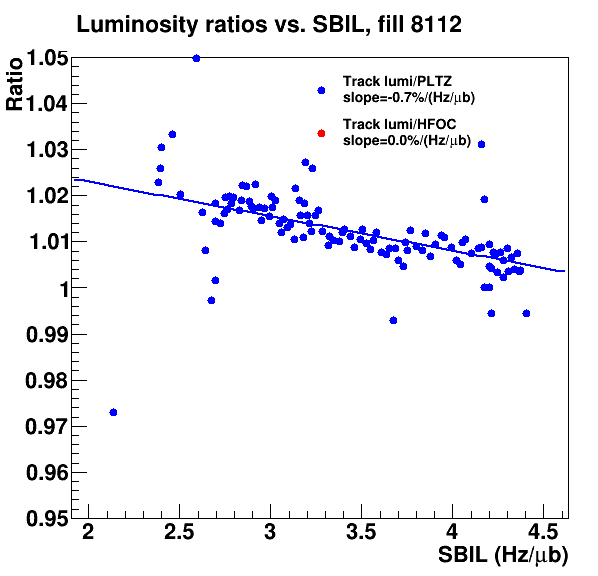 Luminosity ratios vs. SBIL, fill 8112
Ratio
1.05
1.04
1.03
1.02
1.01
1
0.99
0.98
0.97
0.96
0.95
Track lumi/PLTZ
slope=-0.7%/(Hz/μb)
Track lumi/HFOC
slope=0.0%/(Hz/μb)
2 2.5 3 3.5 4 4.5
SBIL (Hz/μb)